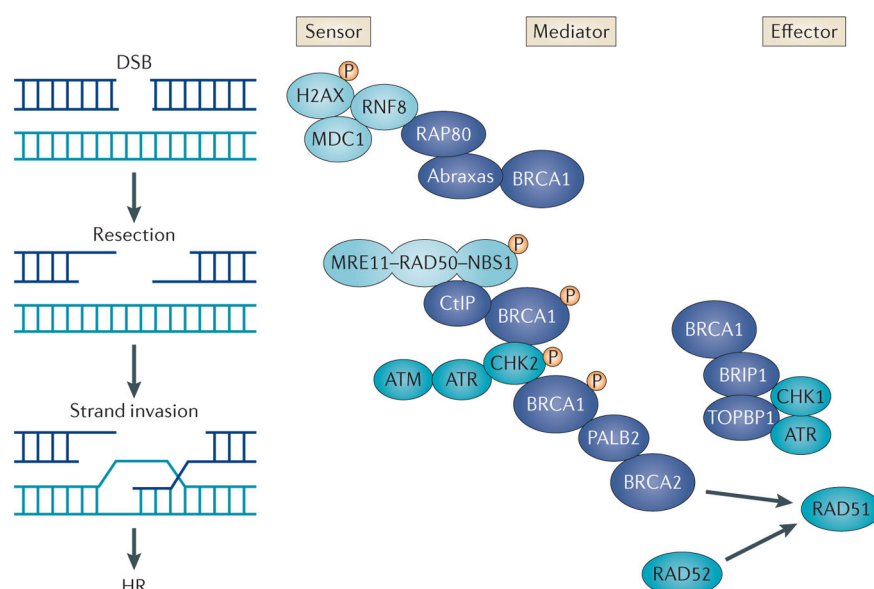 Sensor
Mediator
Effector
DSB
P
H2AX
RNF8
MDC1
RAP80
Abraxas
BRCA1
Resection
P
MRE11–RAD50–NBS1
P
CtIP
BRCA1
BRCA1
P
CHK2
BRIP1
ATM
ATR
P
CHK1
BRCA1
TOPBP1
Strand invasion
ATR
PALB2
BRCA2
RAD51
RAD52
HR